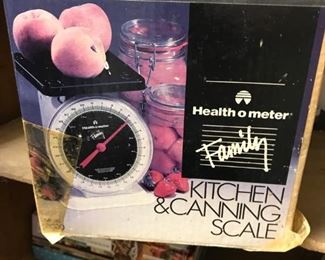 Health o meter®
Family
KITCHEN
& CANNING
SCALE